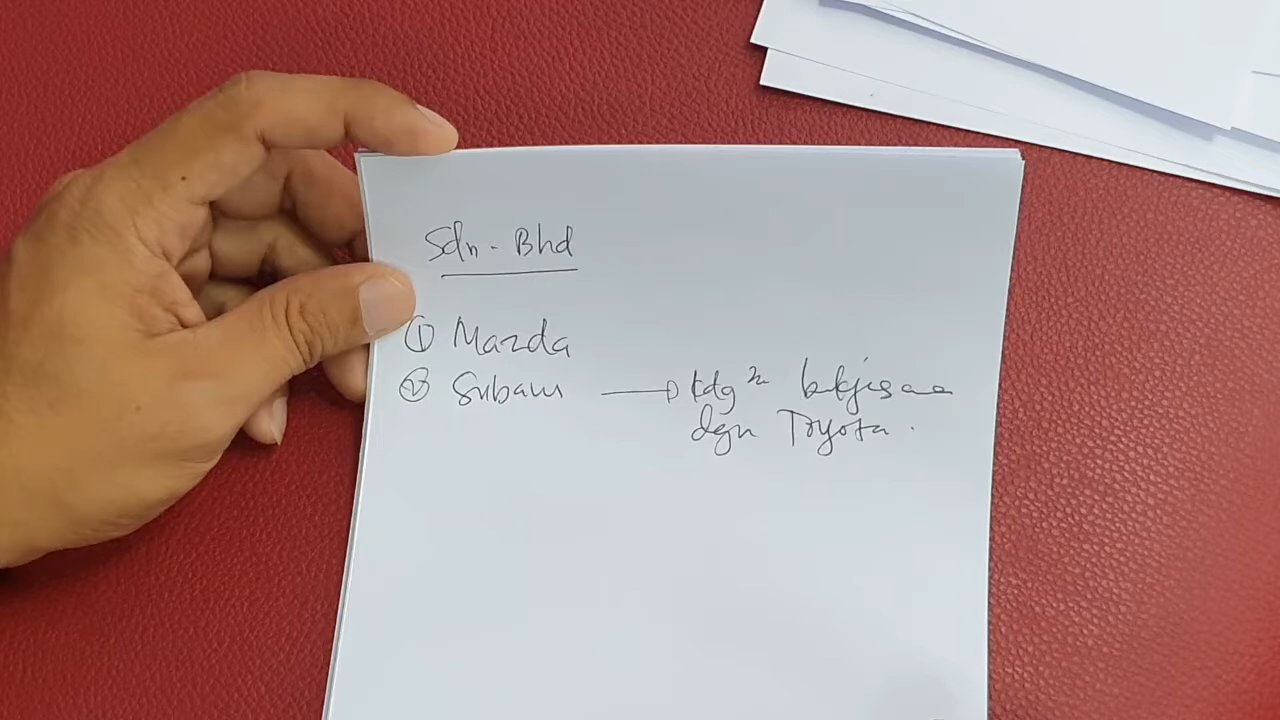 Sdn. Bhd
① Mazda
② Subaru → kdg² bekerjasama
dgn Toyota.